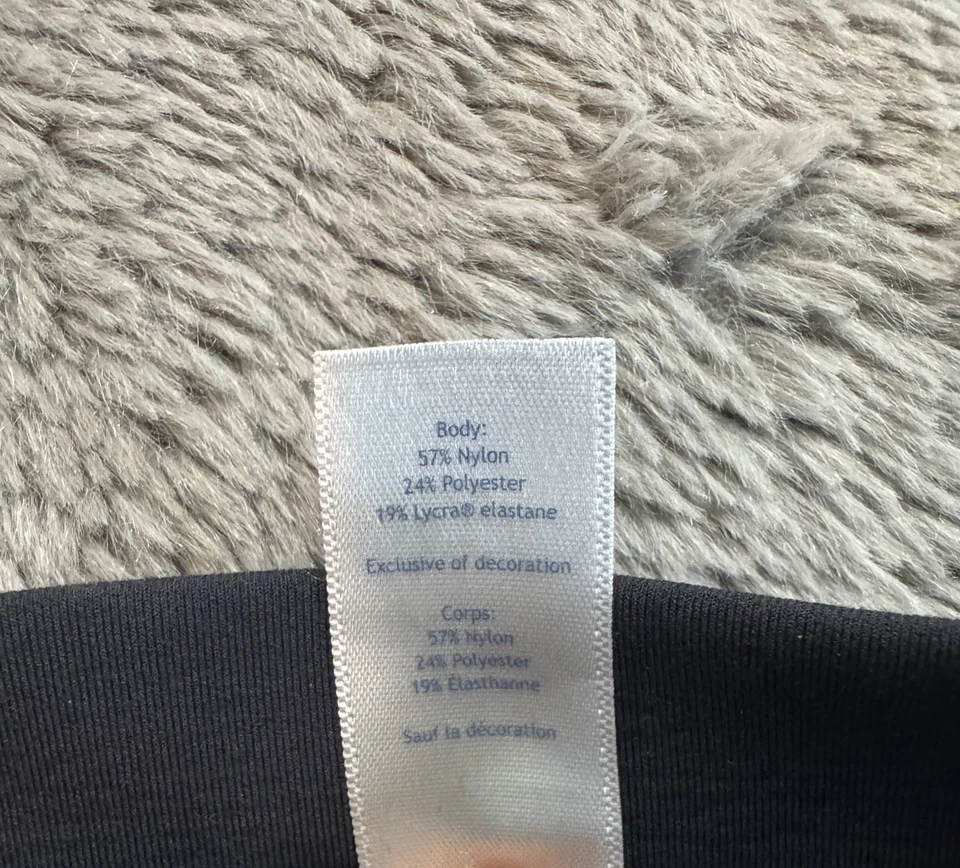 Body:
57% Nylon
24% Polyester
19% Lycra® elastane
Exclusive of decoration
Corps:
57% Nylon
24% Polyester
19% Élasthanne
Sauf la décoration